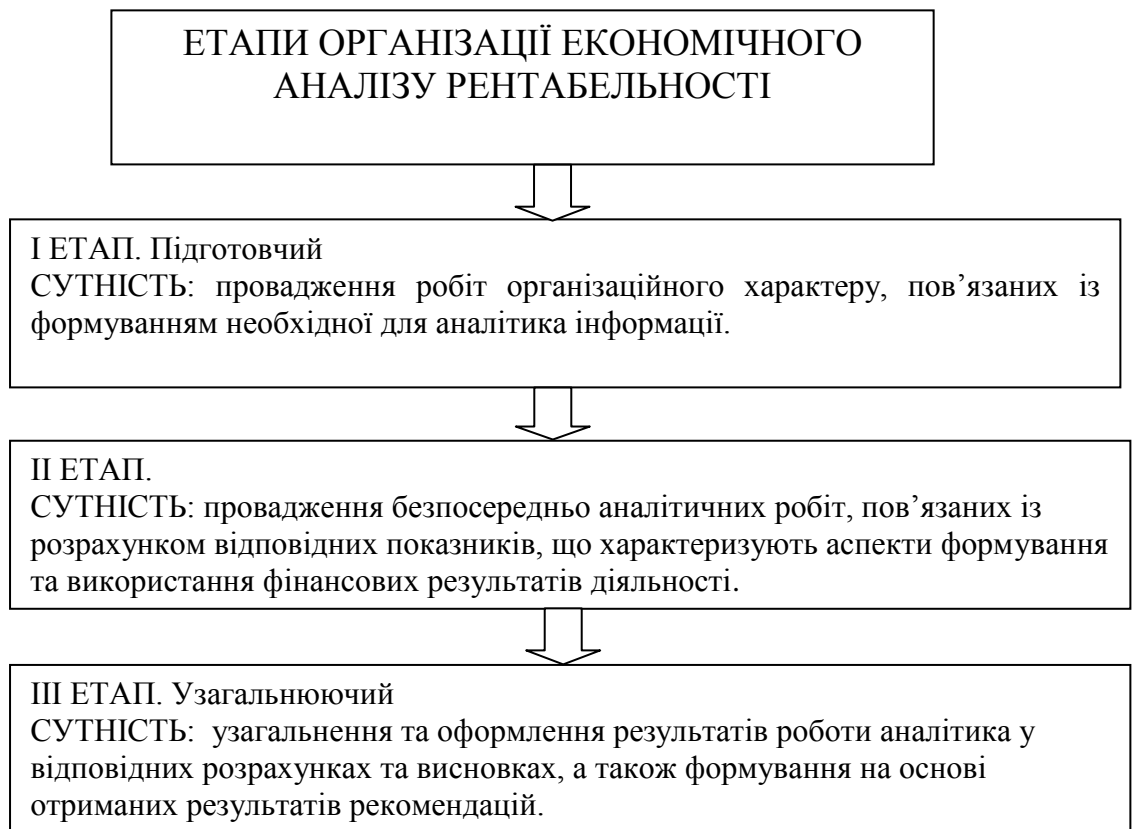 ЕТАПИ ОРГАНІЗАЦІЇ ЕКОНОМІЧНОГО
АНАЛІЗУ РЕНТАБЕЛЬНОСТІ
І ЕТАП. Підготовчий
СУТНІСТЬ: провадження робіт організаційного характеру, пов’язаних із
формуванням необхідної для аналітика інформації.
ІІ ЕТАП.
СУТНІСТЬ: провадження безпосередньо аналітичних робіт, пов’язаних із
розрахунком відповідних показників, що характеризують аспекти формування
та використання фінансових результатів діяльності.
ІІІ ЕТАП. Узагальнюючий
СУТНІСТЬ: узагальнення та оформлення результатів роботи аналітика у
відповідних розрахунках та висновках, а також формування на основі
отриманих результатів рекомендацій.